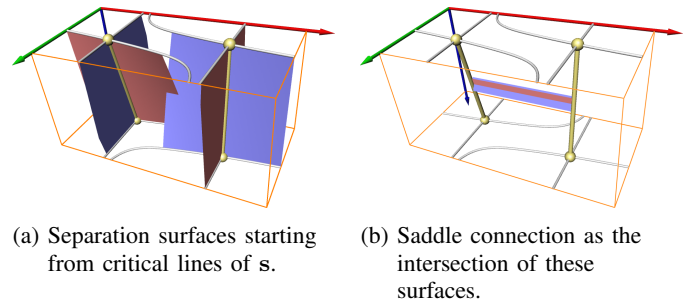 (a) Separation surfaces starting
from critical lines of s.
(b) Saddle connection as the
intersection of these
surfaces.